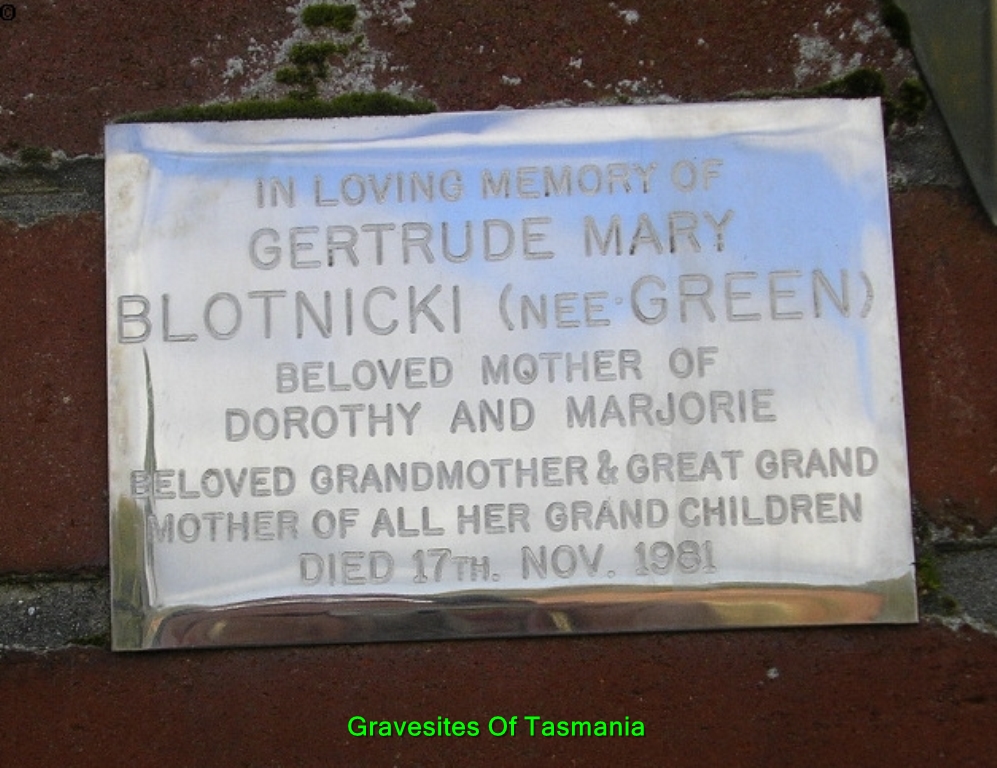 IN LOVING MEMORY OF
GERTRUDE MARY
BLOTNICKI (NEE GREEN)
BELOVED MOTHER OF
DOROTHY AND MARJORIE
BELOVED GRANDMOTHER & GREAT GRAND
MOTHER OF ALL HER GRAND CHILDREN
DIED 17TH. NOV. 1981
Gravesites Of Tasmania